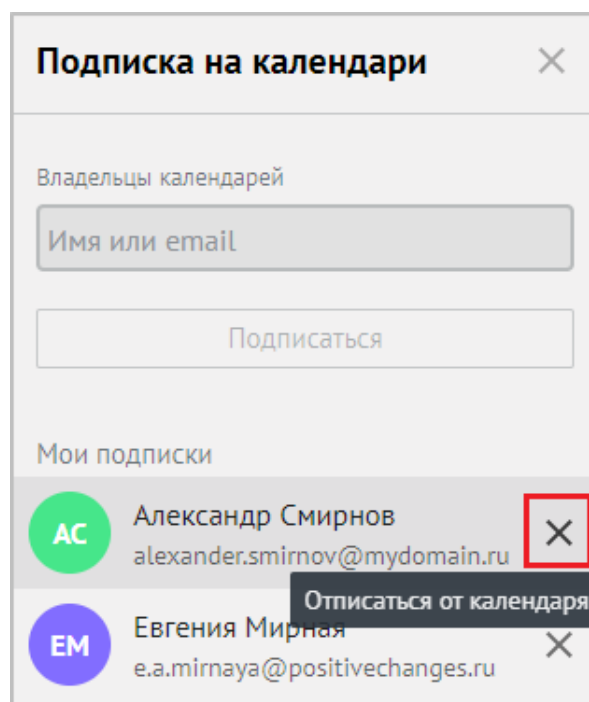 Подписка на календари
Владельцы календарей
Имя или email
Подписаться
Мои подписки
АС
Александр Смирнов
alexander.smirnov@mydomain.ru
Отписаться от календаря
ЕМ
Евгения Мирная
e.a.mirnaya@positivechanges.ru